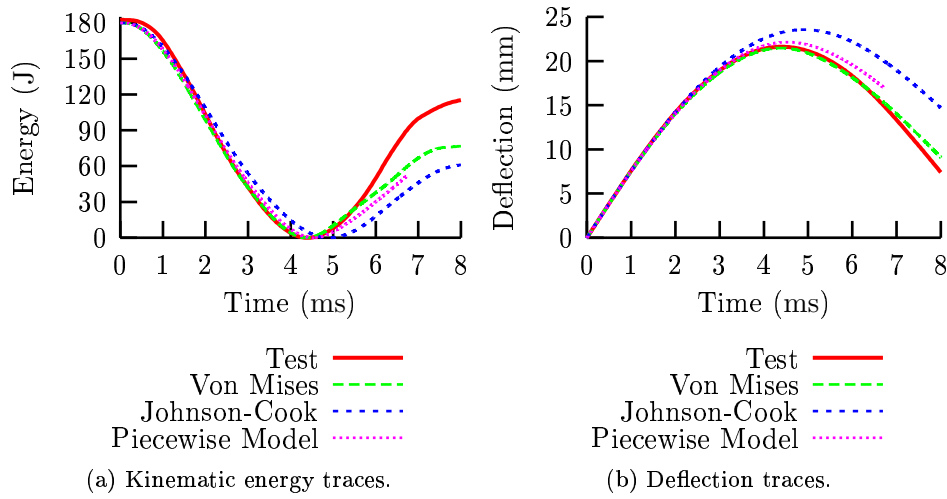 180
150
120
90
60
30
0
Energy (J)
0 1 2 3 4 5 6 7 8
Time (ms)
Test
Von Mises
Johnson-Cook
Piecewise Model
(a) Kinematic energy traces.
25
20
15
10
5
0
Deflection (mm)
0 1 2 3 4 5 6 7 8
Time (ms)
Test
Von Mises
Johnson-Cook
Piecewise Model
(b) Deflection traces.